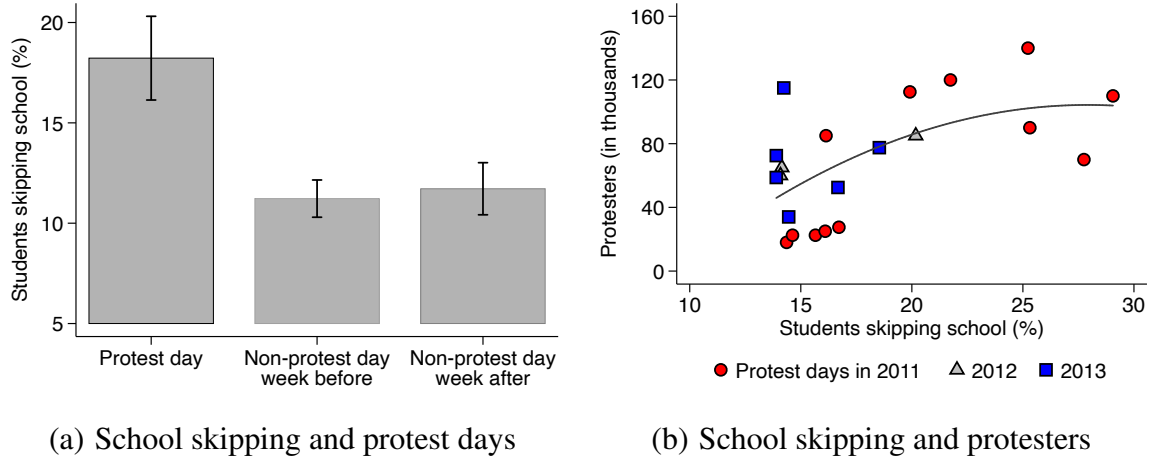 Students skipping school (%)
20
15
10
5
Protest day
Non-protest day
week before
Non-protest day
week after
(a) School skipping and protest days
Protesters (in thousands)
160
120
80
40
0
10
15
20
25
30
Students skipping school (%)
Protest days in 2011
2012
2013
(b) School skipping and protesters